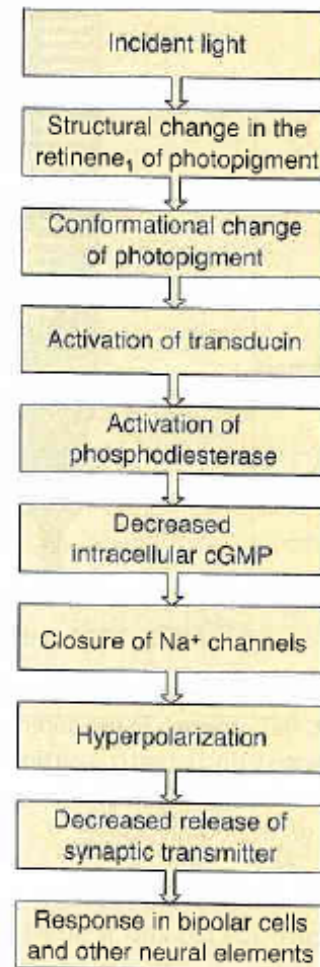 Incident light
Structural change in the
retinene₁ of photopigment
Conformational change
of photopigment
Activation of transducin
Activation of
phosphodiesterase
Decreased
intracellular cGMP
Closure of Na⁺ channels
Hyperpolarization
Decreased release of
synaptic transmitter
Response in bipolar cells
and other neural elements